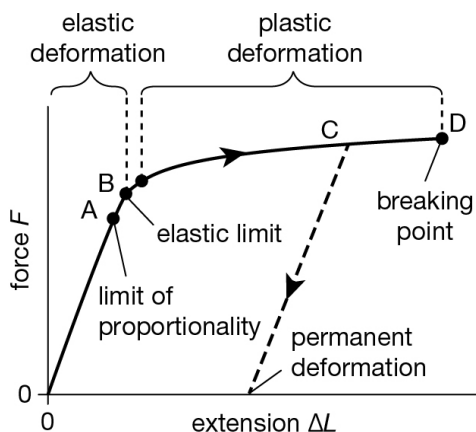 elastic
deformation
plastic
deformation
C
D
B
A
elastic limit
breaking
point
limit of
proportionality
permanent
deformation
force F
0
0
extension ΔL